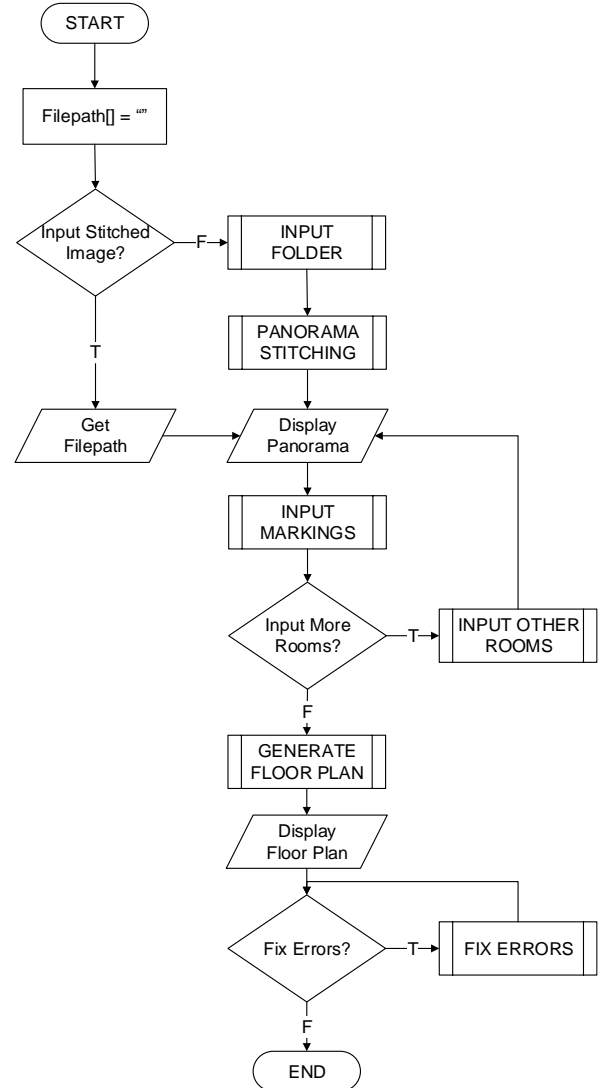 START
Filepath[] = “”
Input Stitched
Image?
F
INPUT
FOLDER
PANORAMA
STITCHING
T
Get
Filepath
Display
Panorama
INPUT
MARKINGS
Input More
Rooms?
T
INPUT OTHER
ROOMS
F
GENERATE
FLOOR PLAN
Display
Floor Plan
Fix Errors?
T
FIX ERRORS
F
END